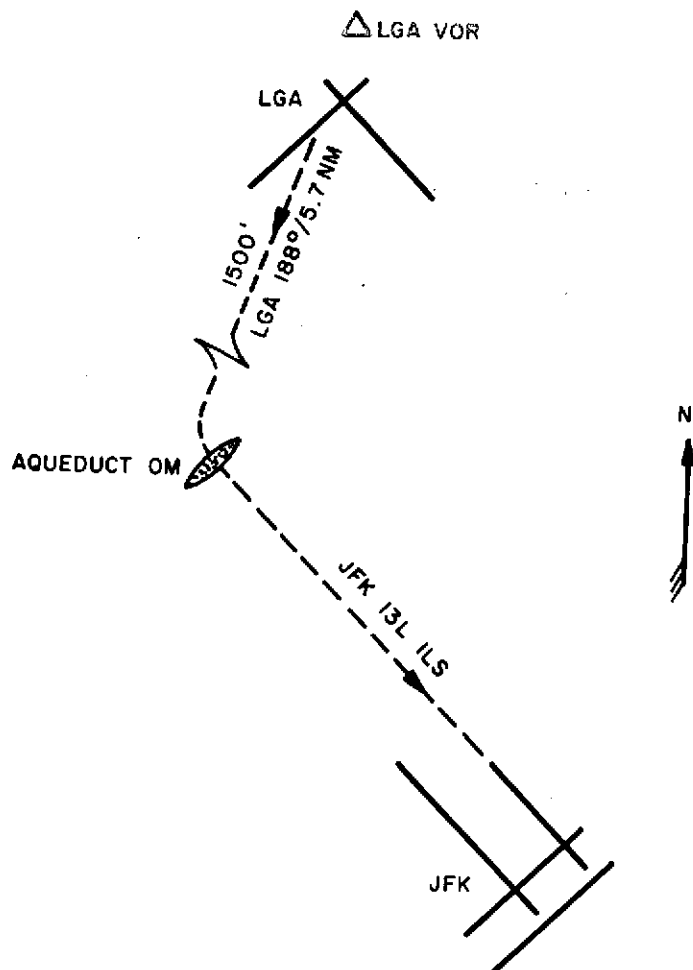 LGA VOR
LGA
1500'
LGA 188°/5.7 NM
N
AQUEDUCT OM
JFK 13L ILS
JFK